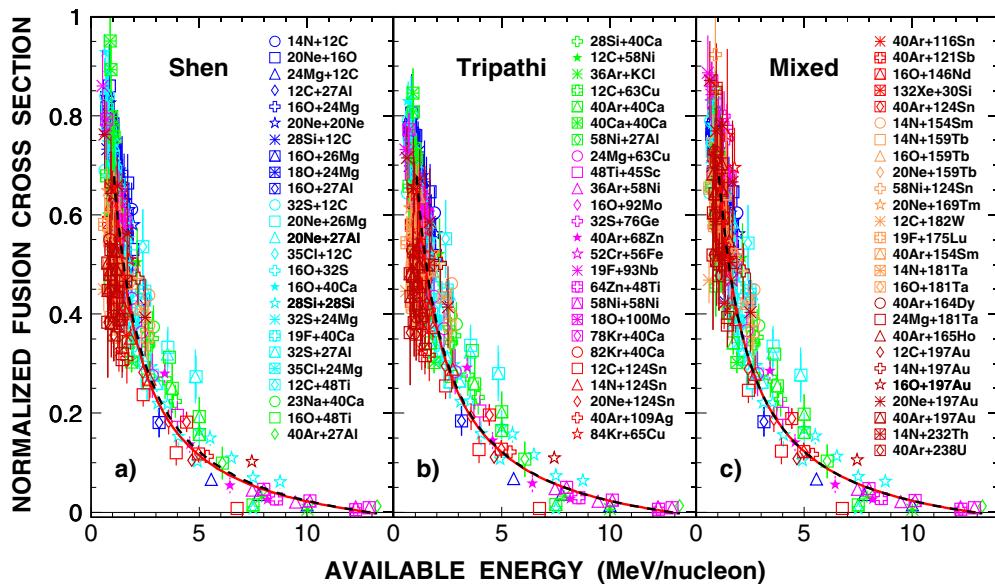 NORMALIZED FUSION CROSS SECTION
1
0.8
0.6
0.4
0.2
0
Shen
14N+12C
20Ne+16O
24Mg+12C
12C+27Al
16O+24Mg
20Ne+20Ne
28Si+12C
16O+26Mg
18O+24Mg
16O+27Al
32S+12C
20Ne+26Mg
20Ne+27Al
35Cl+12C
16O+32S
16O+40Ca
28Si+28Si
32S+24Mg
19F+40Ca
32S+27Al
35Cl+24Mg
12C+48Ti
23Na+40Ca
16O+48Ti
40Ar+27Al
a)
Tripathi
28Si+40Ca
12C+58Ni
36Ar+KCl
12C+63Cu
40Ar+40Ca
40Ca+40Ca
58Ni+27Al
24Mg+63Cu
48Ti+45Sc
36Ar+58Ni
16O+92Mo
32S+76Ge
40Ar+68Zn
52Cr+56Fe
19F+93Nb
64Zn+48Ti
58Ni+58Ni
18O+100Mo
78Kr+40Ca
82Kr+40Ca
12C+124Sn
14N+124Sn
20Ne+124Sn
40Ar+109Ag
84Kr+65Cu
b)
Mixed
40Ar+116Sn
40Ar+121Sb
16O+146Nd
132Xe+30Si
40Ar+124Sn
14N+154Sm
14N+159Tb
16O+159Tb
20Ne+159Tb
58Ni+124Sn
20Ne+169Tm
12C+182W
19F+175Lu
40Ar+154Sm
14N+181Ta
16O+181Ta
40Ar+164Dy
24Mg+181Ta
40Ar+165Ho
12C+197Au
14N+197Au
16O+197Au
20Ne+197Au
40Ar+197Au
14N+232Th
40Ar+238U
c)
0 5 10 0 5 10 0 5 10
AVAILABLE ENERGY (MeV/nucleon)